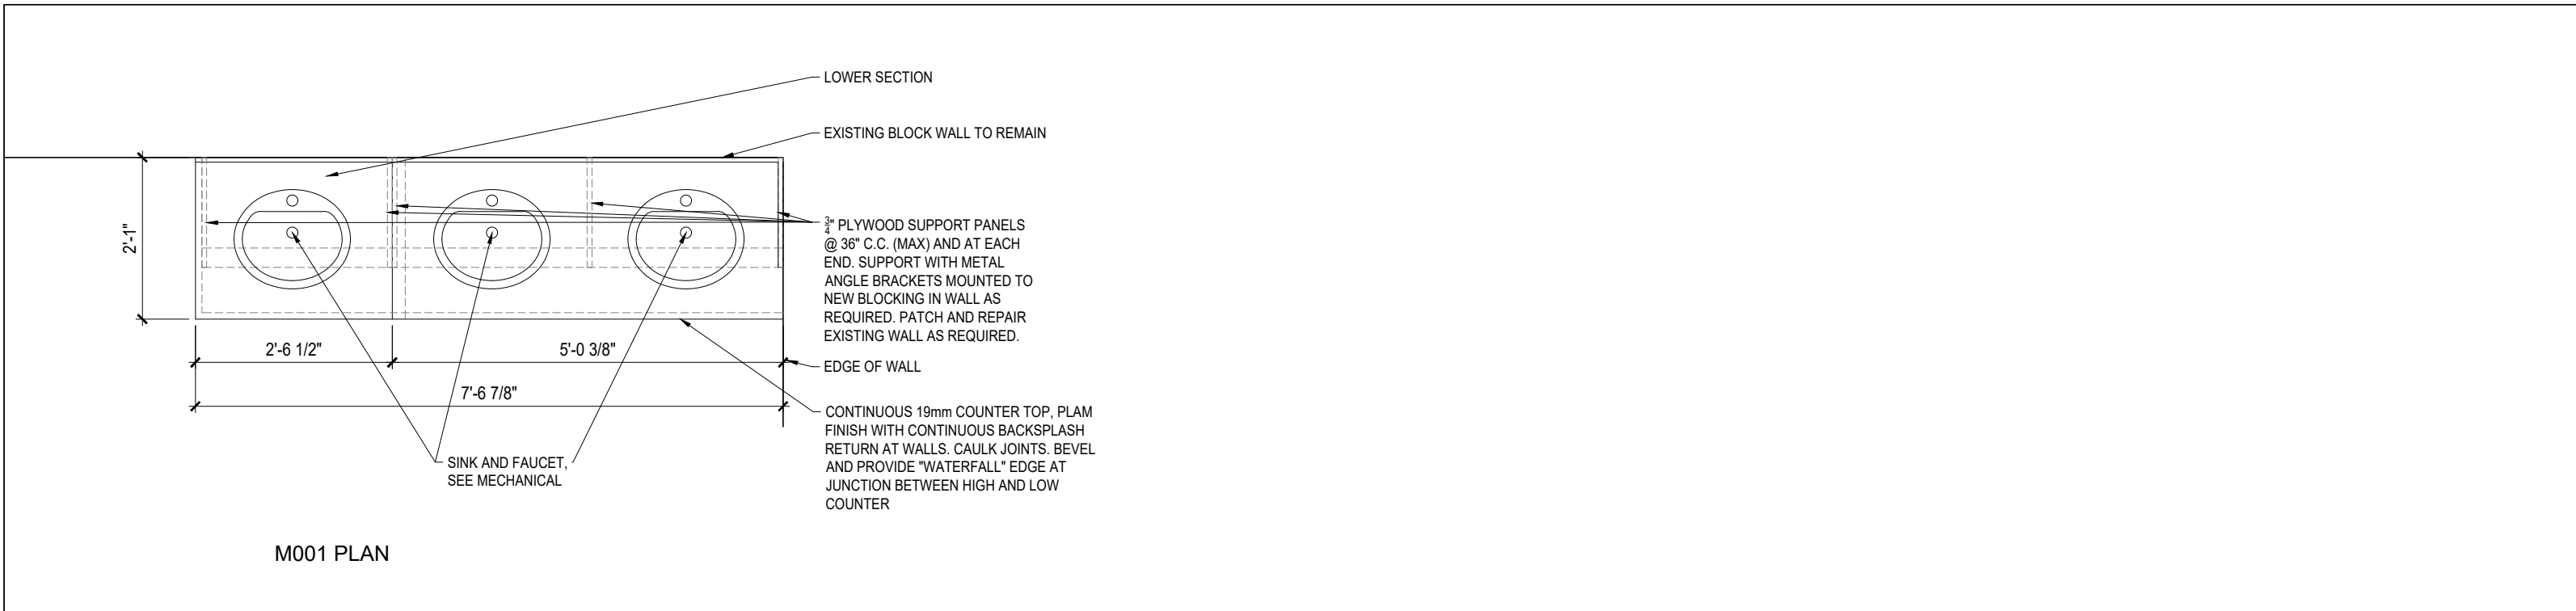 LOWER SECTION
EXISTING BLOCK WALL TO REMAIN
2'-1"
3/4" PLYWOOD SUPPORT PANELS
@ 36" C.C. (MAX) AND AT EACH
END. SUPPORT WITH METAL
ANGLE BRACKETS MOUNTED TO
NEW BLOCKING IN WALL AS
REQUIRED. PATCH AND REPAIR
EXISTING WALL AS REQUIRED.
2'-6 1/2"
5'-0 3/8"
EDGE OF WALL
7'-6 7/8"
CONTINUOUS 19mm COUNTER TOP, PLAM
FINISH WITH CONTINUOUS BACKSPLASH
RETURN AT WALLS. CAULK JOINTS. BEVEL
AND PROVIDE "WATERFALL" EDGE AT
JUNCTION BETWEEN HIGH AND LOW
COUNTER
SINK AND FAUCET,
SEE MECHANICAL
M001 PLAN